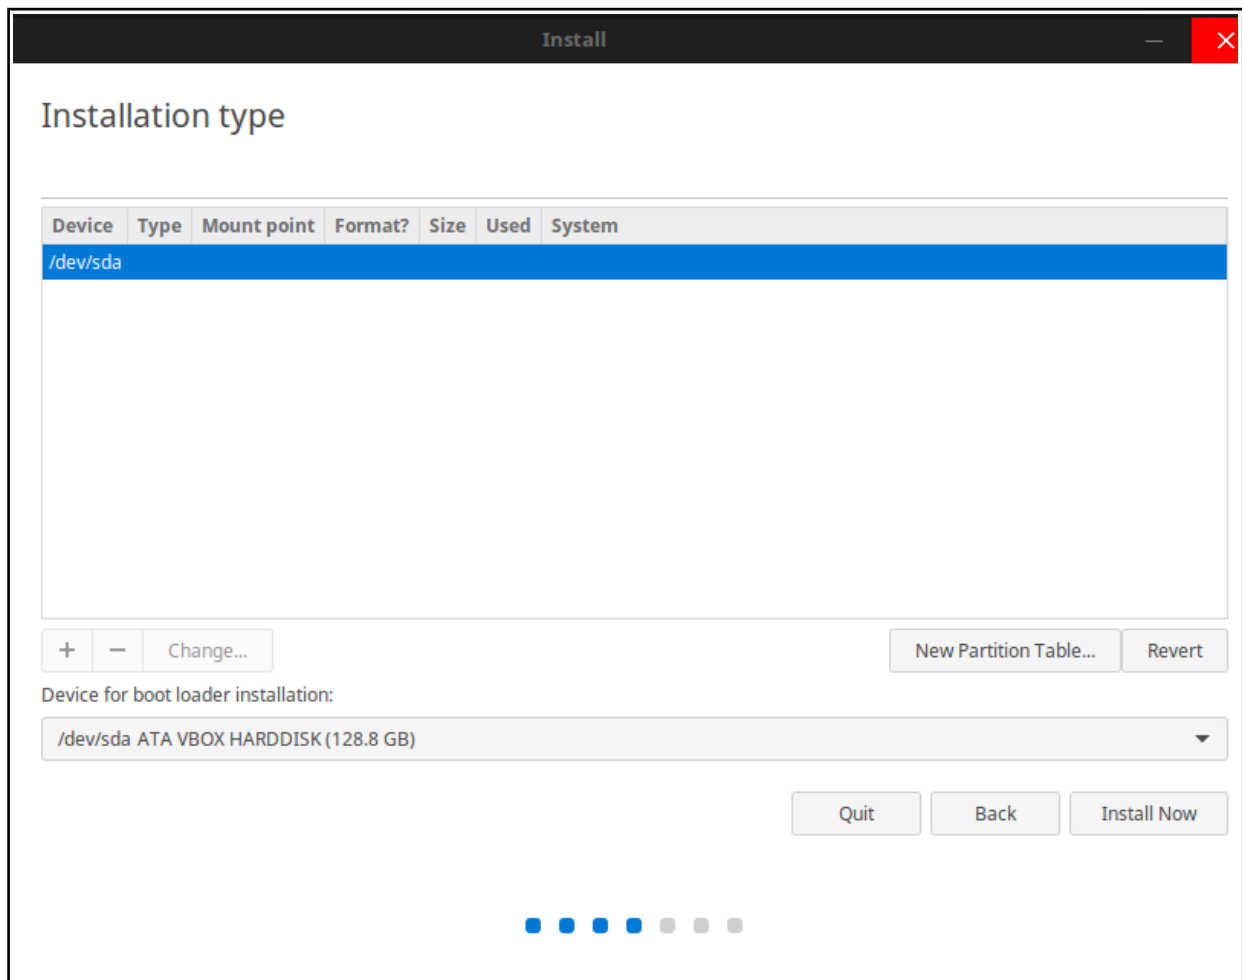 Install
Installation type
Device Type Mount point Format? Size Used System
/dev/sda
+ − Change... New Partition Table... Revert
Device for boot loader installation:
/dev/sda ATA VBOX HARDDISK (128.8 GB)
Quit Back Install Now